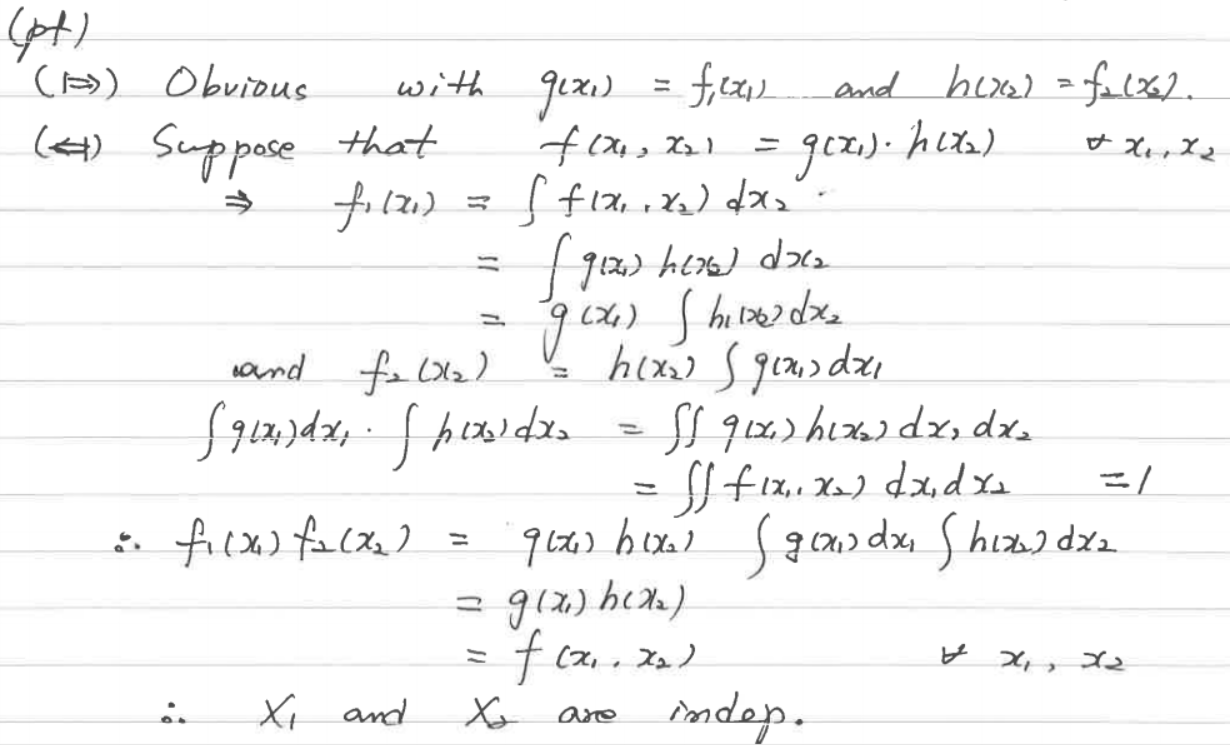 (pf)
(⇒) Obvious with g(x₁) = f₁(x₁) and h(x₂) = f₂(x₂).
(⇐) Suppose that f(x₁, x₂) = g(x₁)·h(x₂) ∀ x₁, x₂
⇒ f₁(x₁) = ∫ f(x₁, x₂) dx₂
= ∫ g(x₁) h(x₂) dx₂
= g(x₁) ∫ h(x₂) dx₂
and f₂(x₂) = h(x₂) ∫ g(x₁) dx₁
∫ g(x₁) dx₁ · ∫ h(x₂) dx₂ = ∬ g(x₁) h(x₂) dx₁ dx₂
= ∬ f(x₁, x₂) dx₁ dx₂ = 1
∴ f₁(x₁) f₂(x₂) = g(x₁) h(x₂) ∫ g(x₁) dx₁ ∫ h(x₂) dx₂
= g(x₁) h(x₂)
= f(x₁, x₂) ∀ x₁, x₂
∴ X₁ and X₂ are indep.